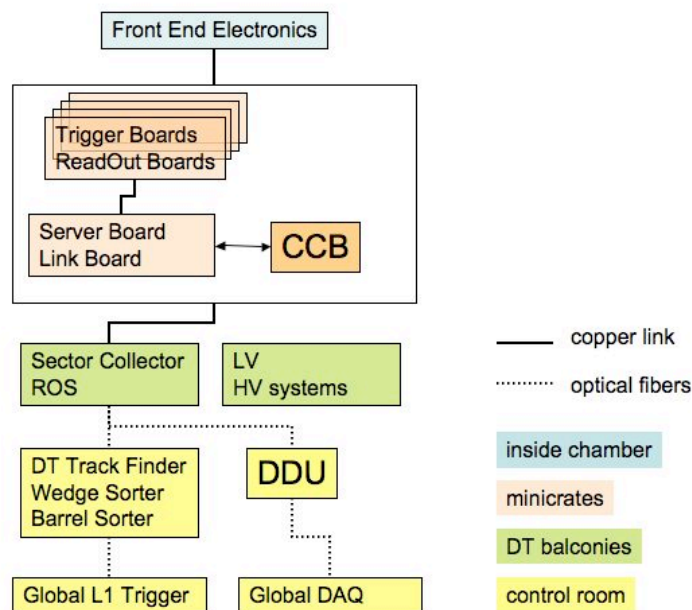 Front End Electronics
Trigger Boards
ReadOut Boards
Server Board
Link Board
CCB
Sector Collector
ROS
LV
HV systems
DT Track Finder
Wedge Sorter
Barrel Sorter
DDU
Global L1 Trigger
Global DAQ
copper link
optical fibers
inside chamber
minicrates
DT balconies
control room